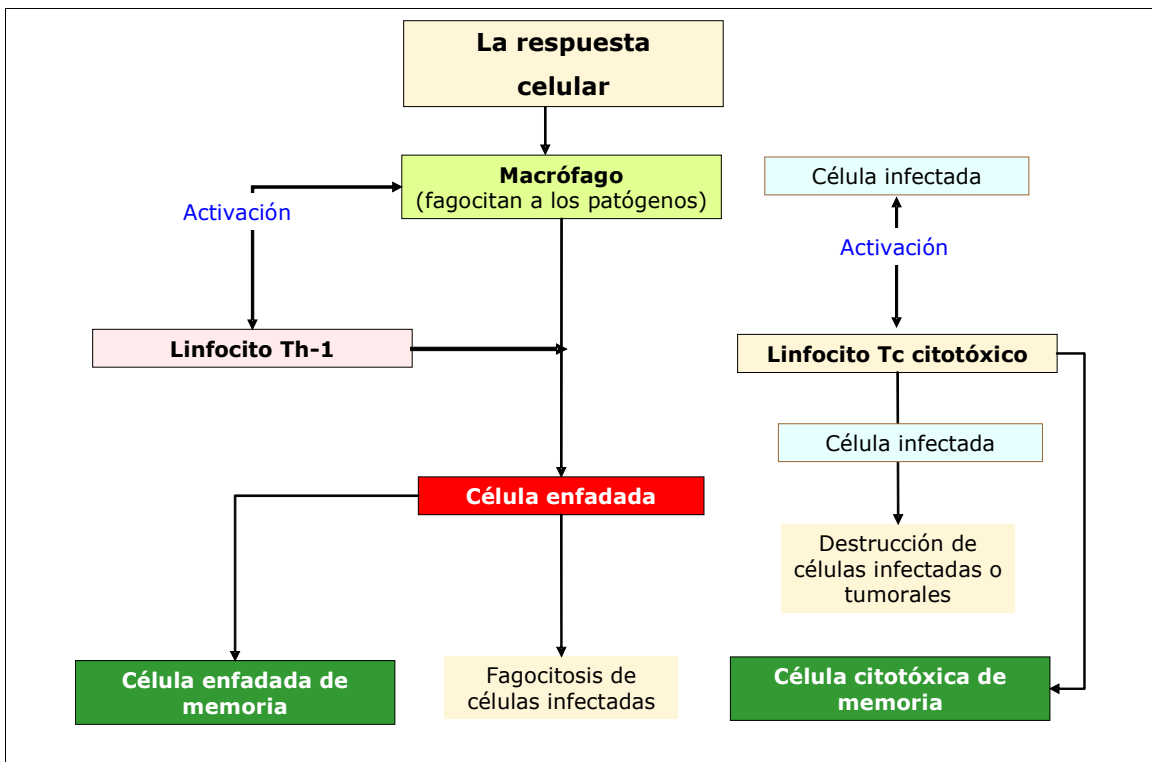 La respuesta
celular
Macrófago
(fagocitan a los patógenos)
Activación
Linfocito Th-1
Célula enfadada
Célula enfadada de
memoria
Fagocitosis de
células infectadas
Célula infectada
Activación
Linfocito Tc citotóxico
Célula infectada
Destrucción de
células infectadas o
tumorales
Célula citotóxica de
memoria